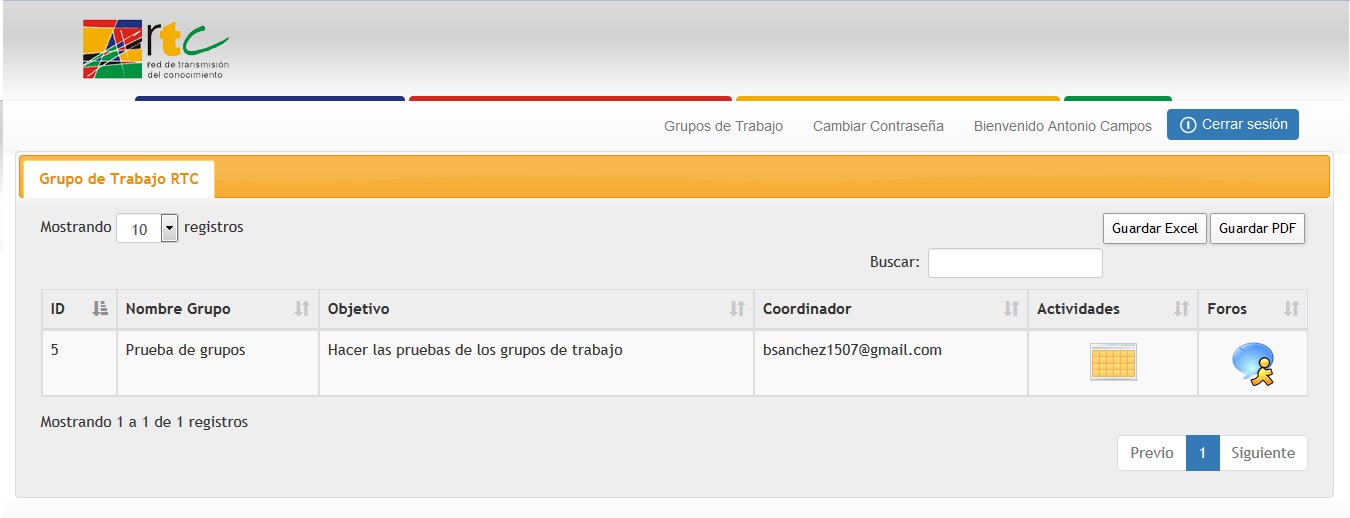 rtc
red de transmisión
del conocimiento
Grupos de Trabajo Cambiar Contraseña Bienvenido Antonio Campos Cerrar sesión
Grupo de Trabajo RTC
Mostrando 10 registros Guardar Excel Guardar PDF
Buscar:
ID Nombre Grupo Objetivo Coordinador Actividades Foros
5 Prueba de grupos Hacer las pruebas de los grupos de trabajo bsanchez1507@gmail.com
Mostrando 1 a 1 de 1 registros
Previo 1 Siguiente